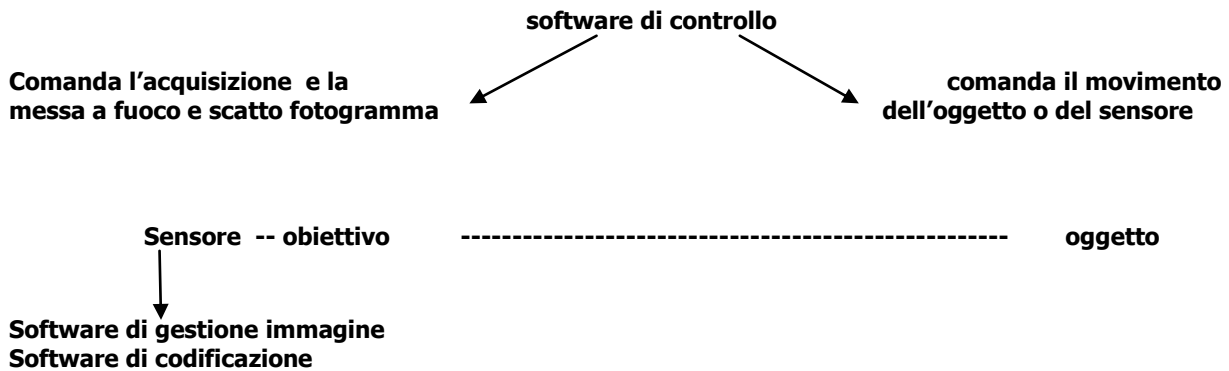 software di controllo
Comanda l'acquisizione e la
messa a fuoco e scatto fotogramma
comanda il movimento
dell'oggetto o del sensore
Sensore -- obiettivo ----------------------------------------------------- oggetto
Software di gestione immagine
Software di codificazione